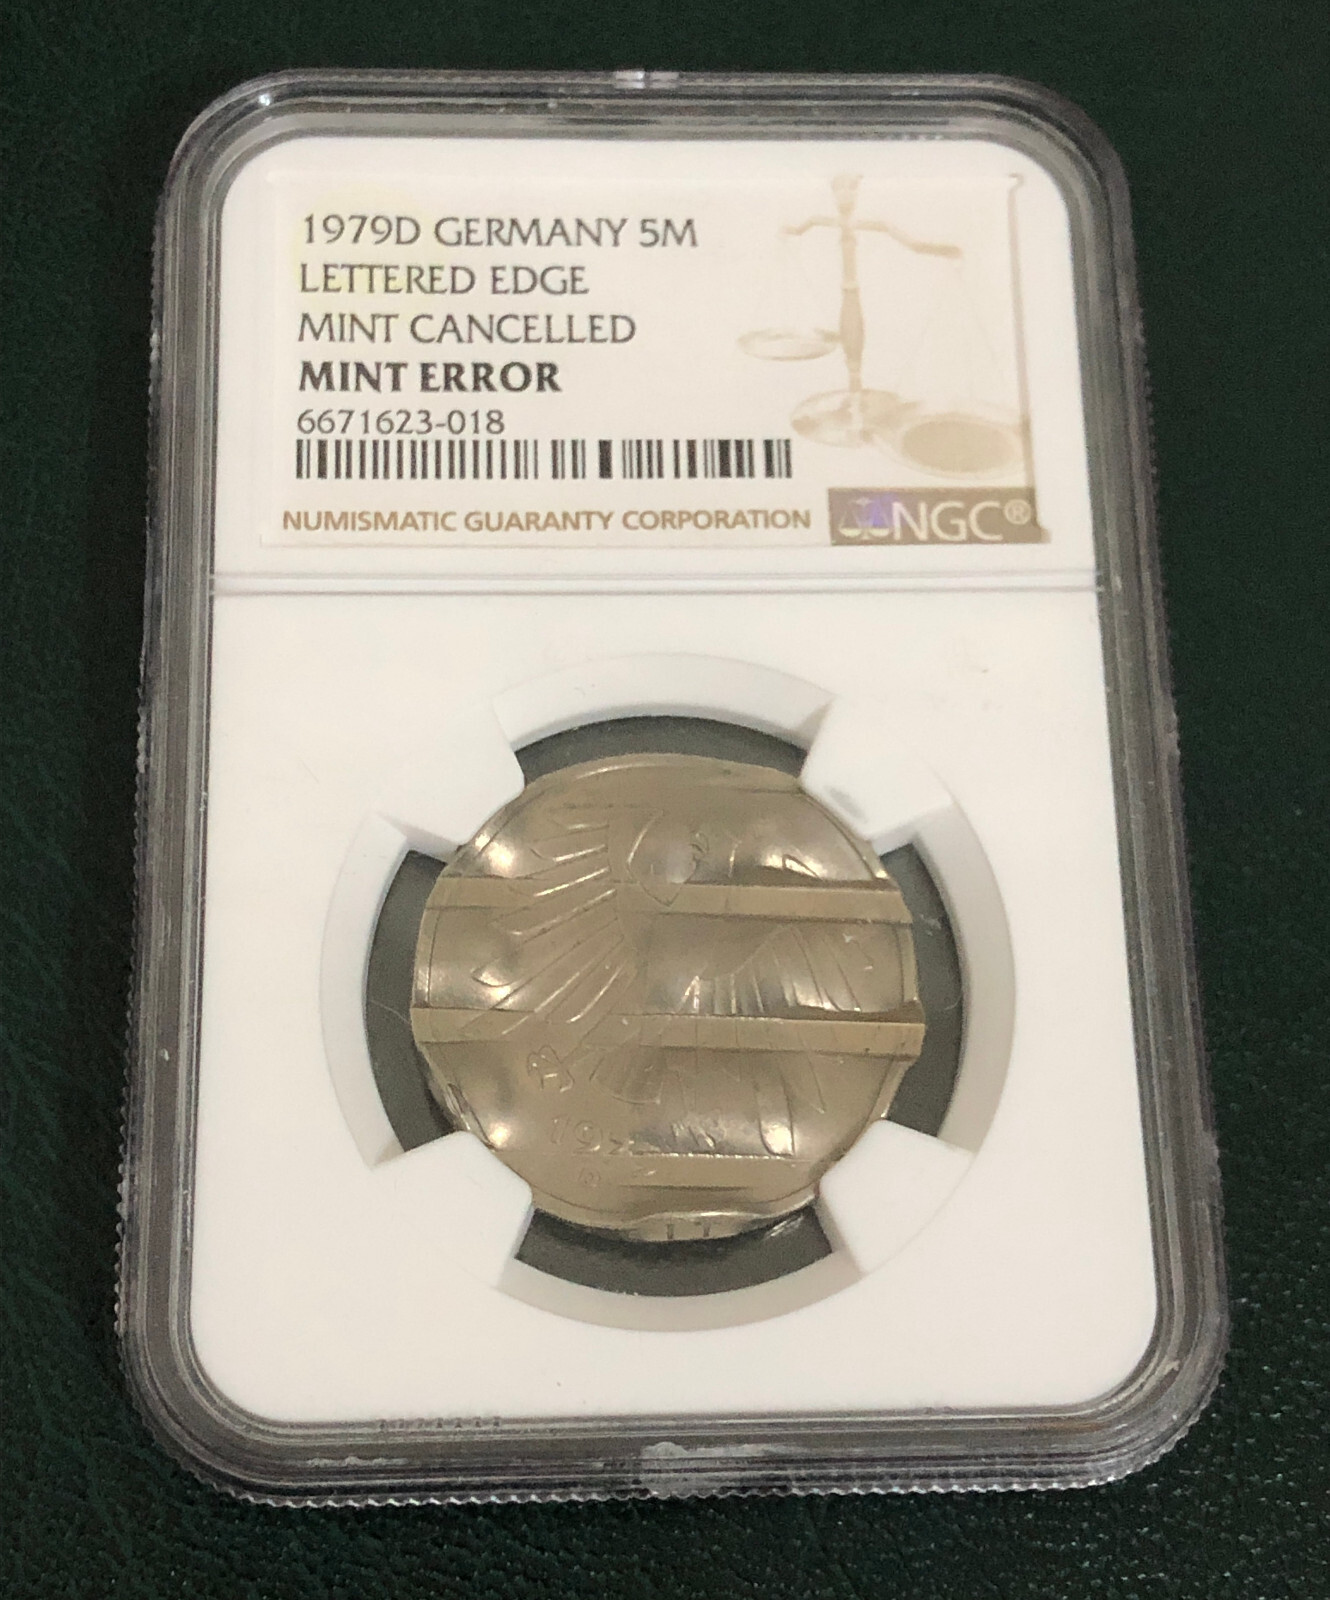 1979D GERMANY 5M
LETTERED EDGE
MINT CANCELLED
MINT ERROR
6671623-018
NUMISMATIC GUARANTY CORPORATION
NGC®